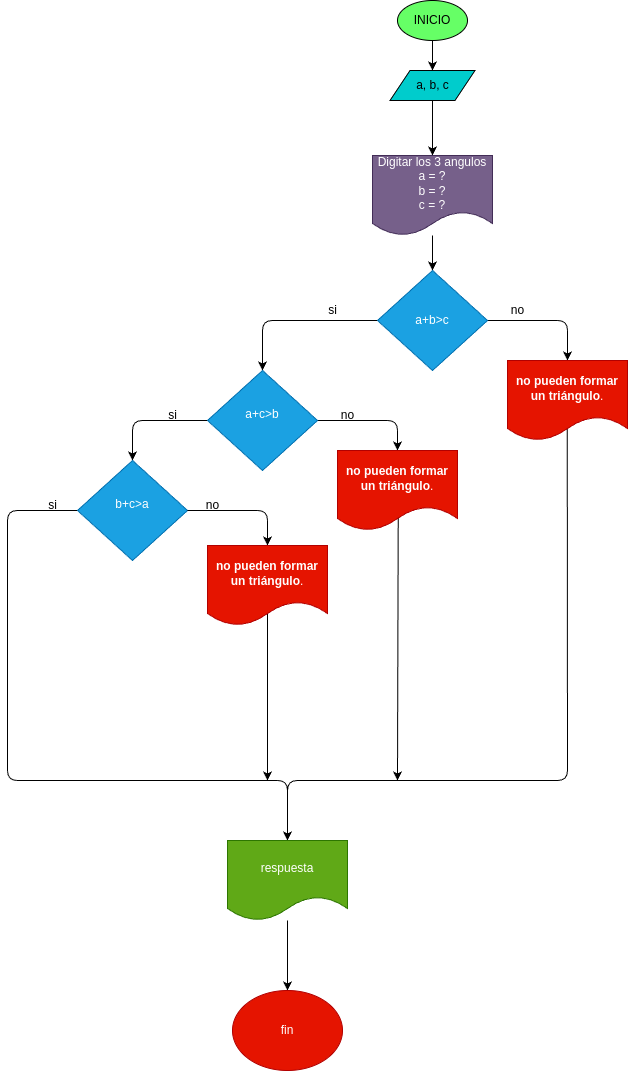 INICIO
a, b, c
Digitar los 3 angulos
a = ?
b = ?
c = ?
si
a+b>c
no
no pueden formar
un triángulo.
si
a+c>b
no
no pueden formar
un triángulo.
si
b+c>a
no
no pueden formar
un triángulo.
respuesta
fin